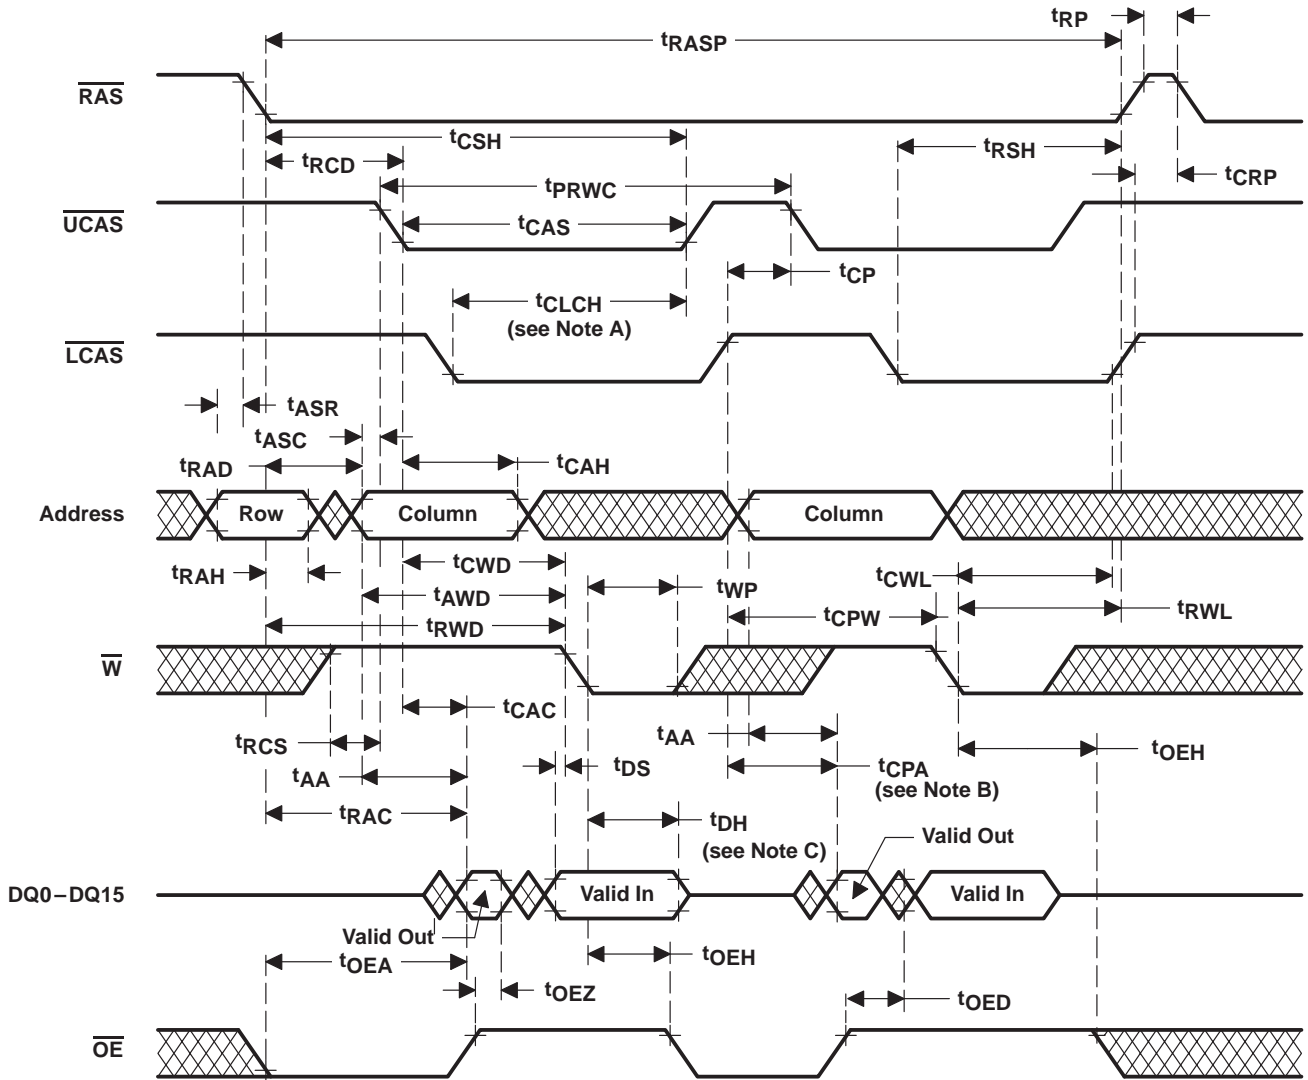 tRP
tRASP
RAS
tCSH
tRCD
tRSH
tPRWC
tCRP
UCAS
tCAS
tCP
tCLCH
(see Note A)
LCAS
tASR
tASC
tRAD
tCAH
Address
Row
Column
Column
tRAH
tCWD
tWP
tCWL
tAWD
tCPW
tRWL
tRWD
W
tCAC
tRCS
tAA
tOEH
tAA
tDS
tCPA
(see Note B)
tRAC
tDH
(see Note C)
Valid Out
DQ0–DQ15
Valid In
Valid In
Valid Out
tOEA
tOEH
tOEZ
tOED
OE